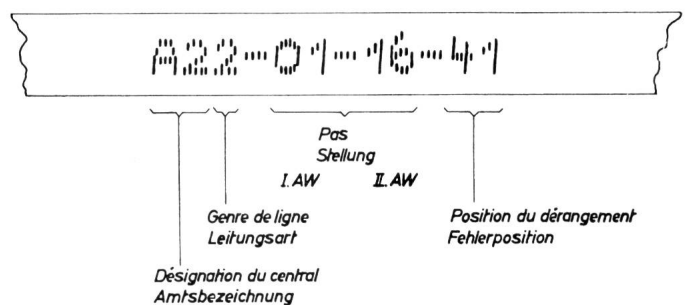 A22-01-16-41
Pas
Stellung
I. AW II. AW
Genre de ligne
Leitungsart
Position du dérangement
Fehlerposition
Désignation du central
Amtsbezeichnung